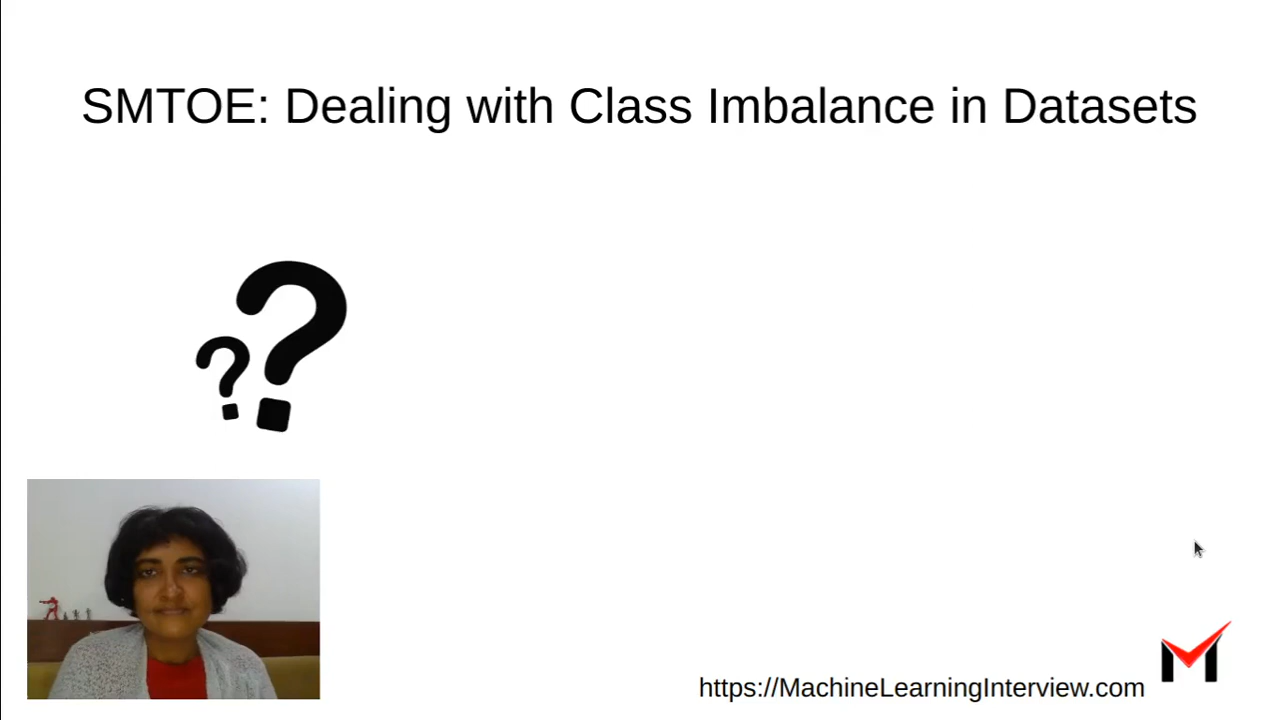 SMTOE: Dealing with Class Imbalance in Datasets
??
https://MachineLearningInterview.com